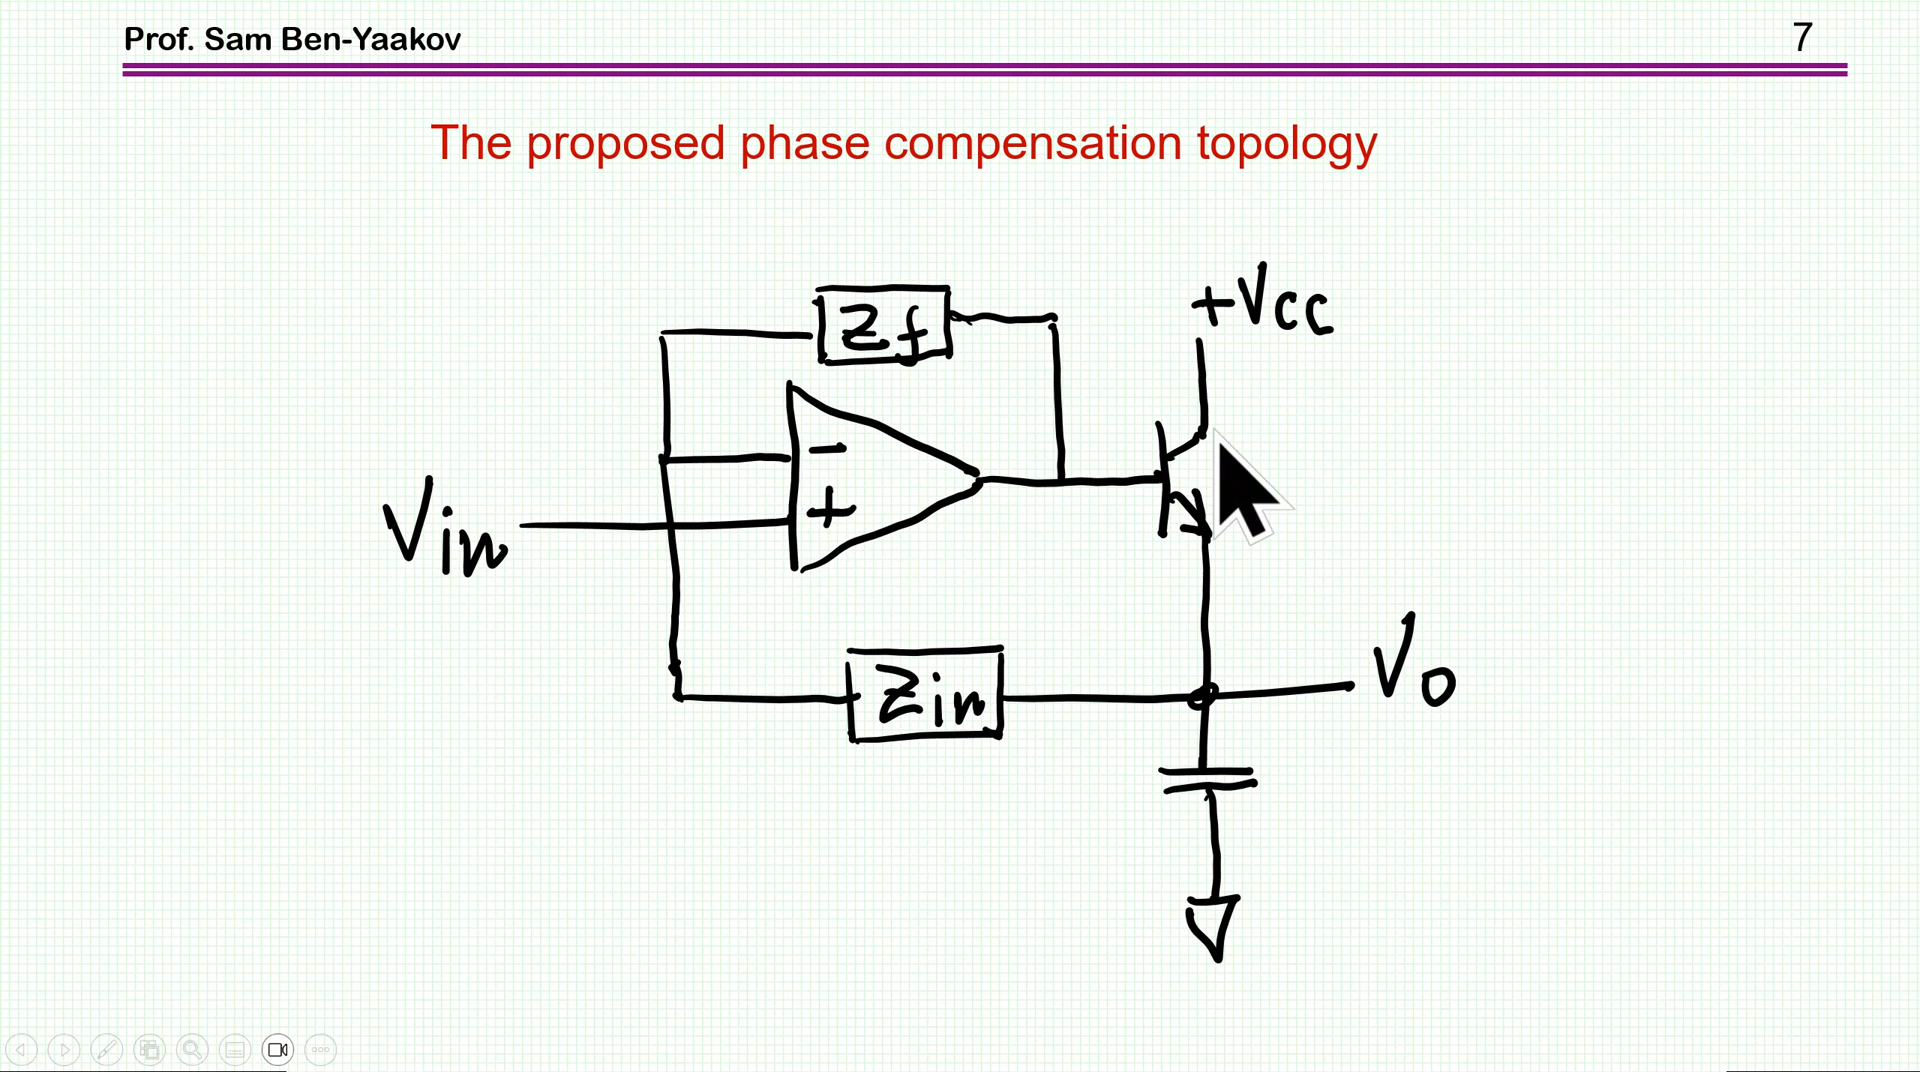 Prof. Sam Ben-Yaakov
7
The proposed phase compensation topology
+Vcc
Zf
−
+
Vin
Zin
Vo